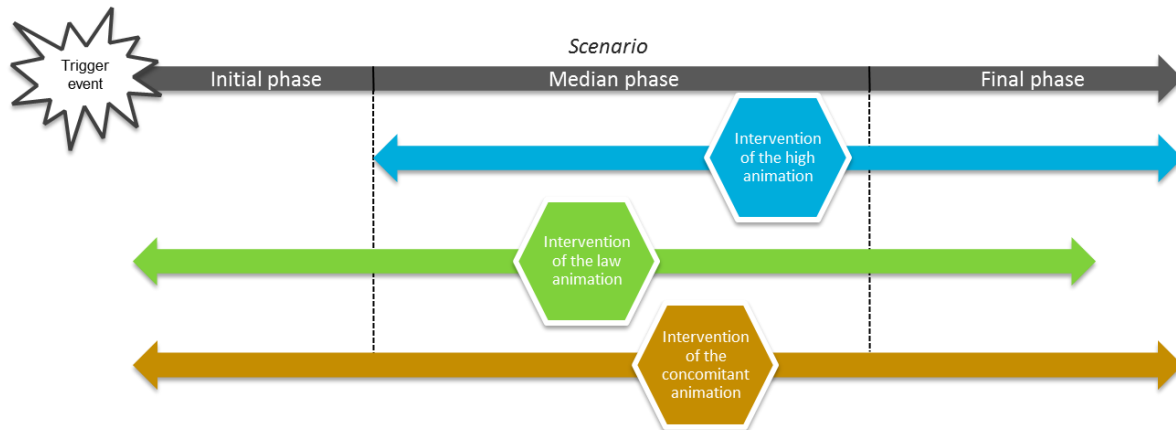 Scenario
Trigger
event
Initial phase
Median phase
Final phase
Intervention
of the high
animation
Intervention
of the law
animation
Intervention
of the
concomitant
animation